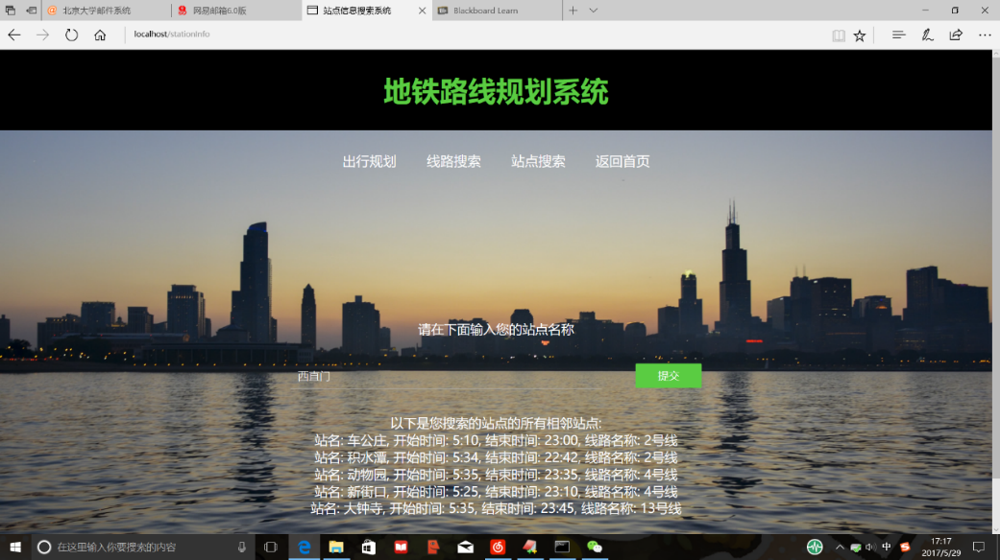 北京大学邮件系统
网易邮箱6.0版
站点信息搜索系统
Blackboard Learn
localhost/stationInfo
地铁路线规划系统
出行规划 线路搜索 站点搜索 返回首页
请在下面输入您的站点名称
西直门
提交
以下是您搜索的站点的所有相邻站点:
站名: 车公庄, 开始时间: 5:10, 结束时间: 23:00, 线路名称: 2号线
站名: 积水潭, 开始时间: 5:34, 结束时间: 22:42, 线路名称: 2号线
站名: 动物园, 开始时间: 5:35, 结束时间: 23:35, 线路名称: 4号线
站名: 新街口, 开始时间: 5:25, 结束时间: 23:10, 线路名称: 4号线
站名: 大钟寺, 开始时间: 5:35, 结束时间: 23:45, 线路名称: 13号线
在这里输入你要搜索的内容
中
17:17
2017/5/29